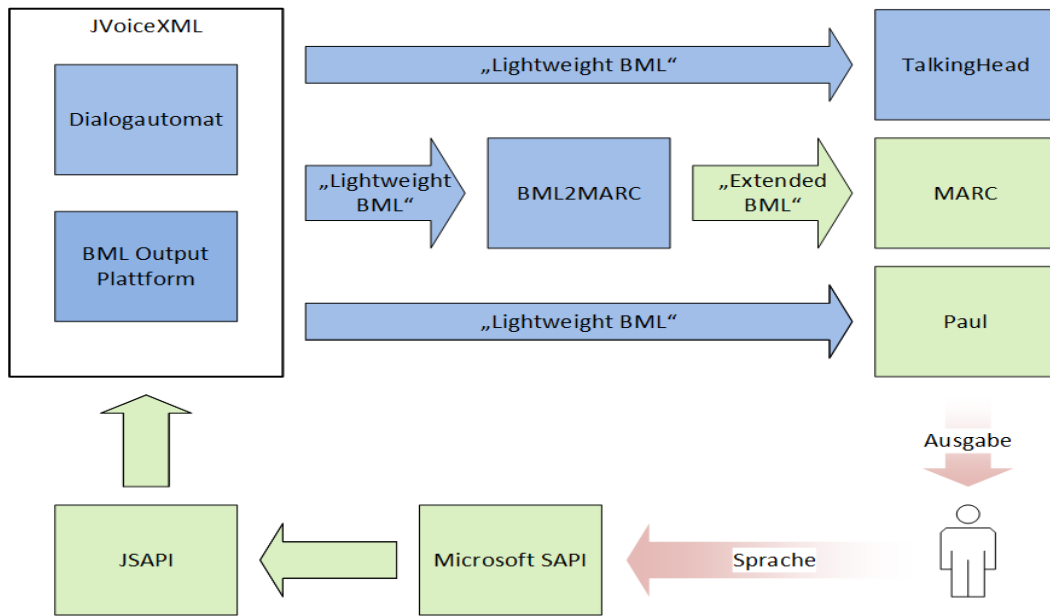 JVoiceXML
Dialogautomat
BML Output
Plattform
„Lightweight BML“
TalkingHead
„Lightweight
BML“
BML2MARC
„Extended
BML“
MARC
„Lightweight BML“
Paul
Ausgabe
JSAPI
Microsoft SAPI
Sprache